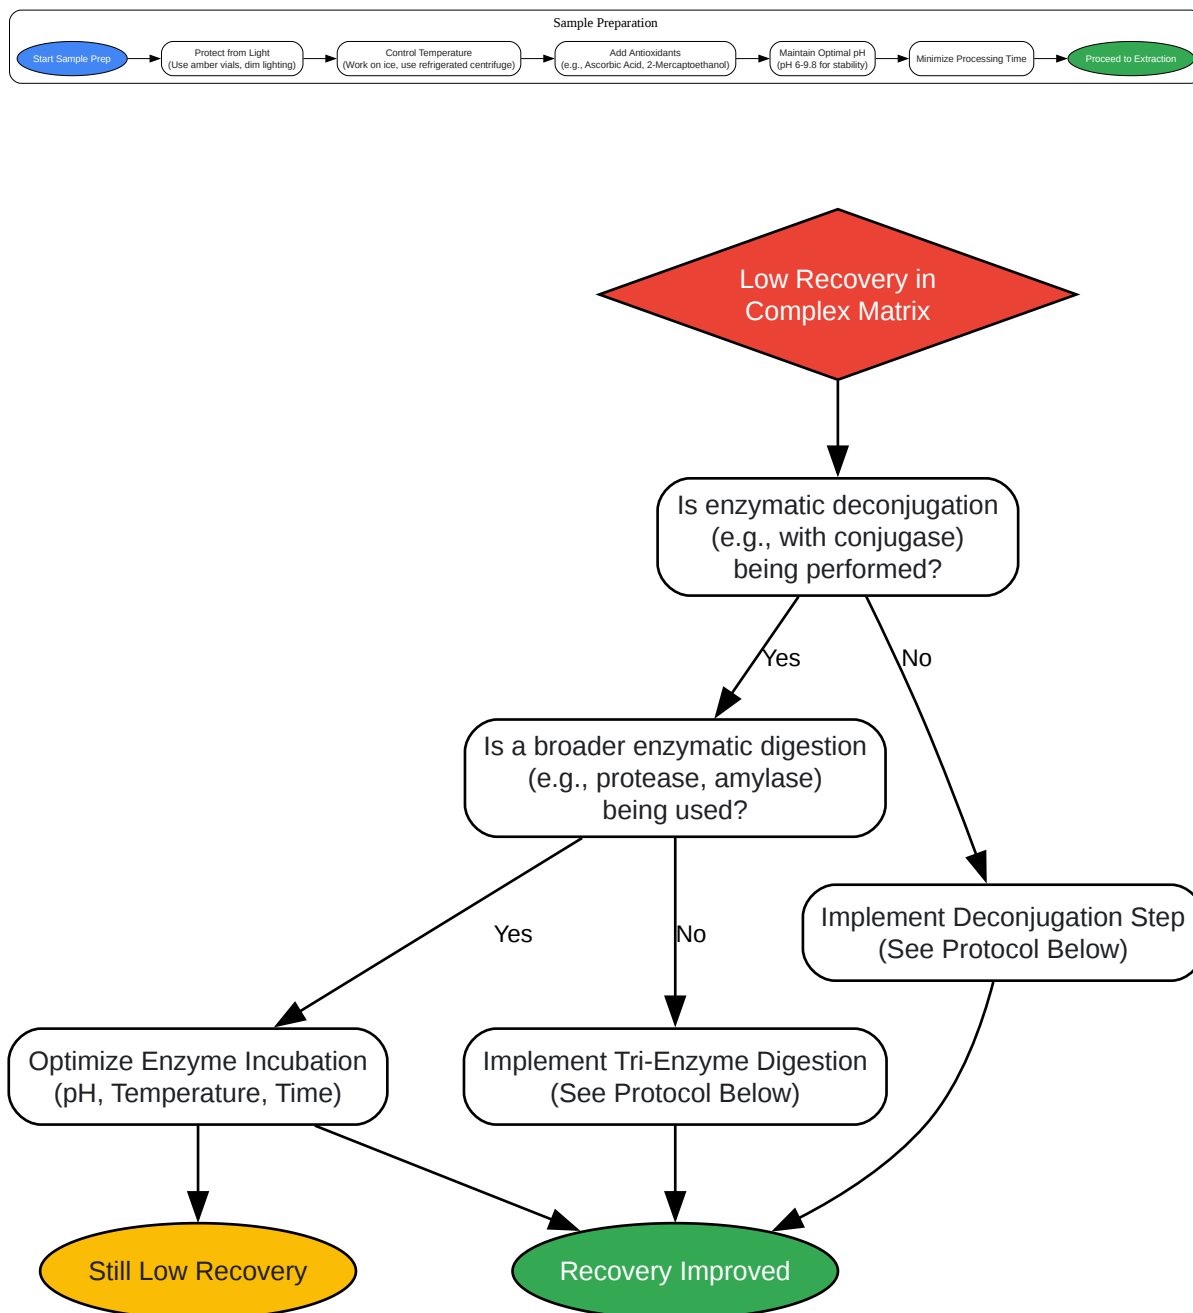 Sample Preparation
Start Sample Prep
Protect from Light
(Use amber vials, dim lighting)
Control Temperature
(Work on ice, use refrigerated centrifuge)
Add Antioxidants
(e.g., Ascorbic Acid, 2-Mercaptoethanol)
Maintain Optimal pH
(pH 6-9.8 for stability)
Minimize Processing Time
Proceed to Extraction
Low Recovery in
Complex Matrix
Is enzymatic deconjugation
(e.g., with conjugase)
being performed?
Yes
No
Is a broader enzymatic digestion
(e.g., protease, amylase)
being used?
Yes
No
Implement Deconjugation Step
(See Protocol Below)
Optimize Enzyme Incubation
(pH, Temperature, Time)
Implement Tri-Enzyme Digestion
(See Protocol Below)
Still Low Recovery
Recovery Improved